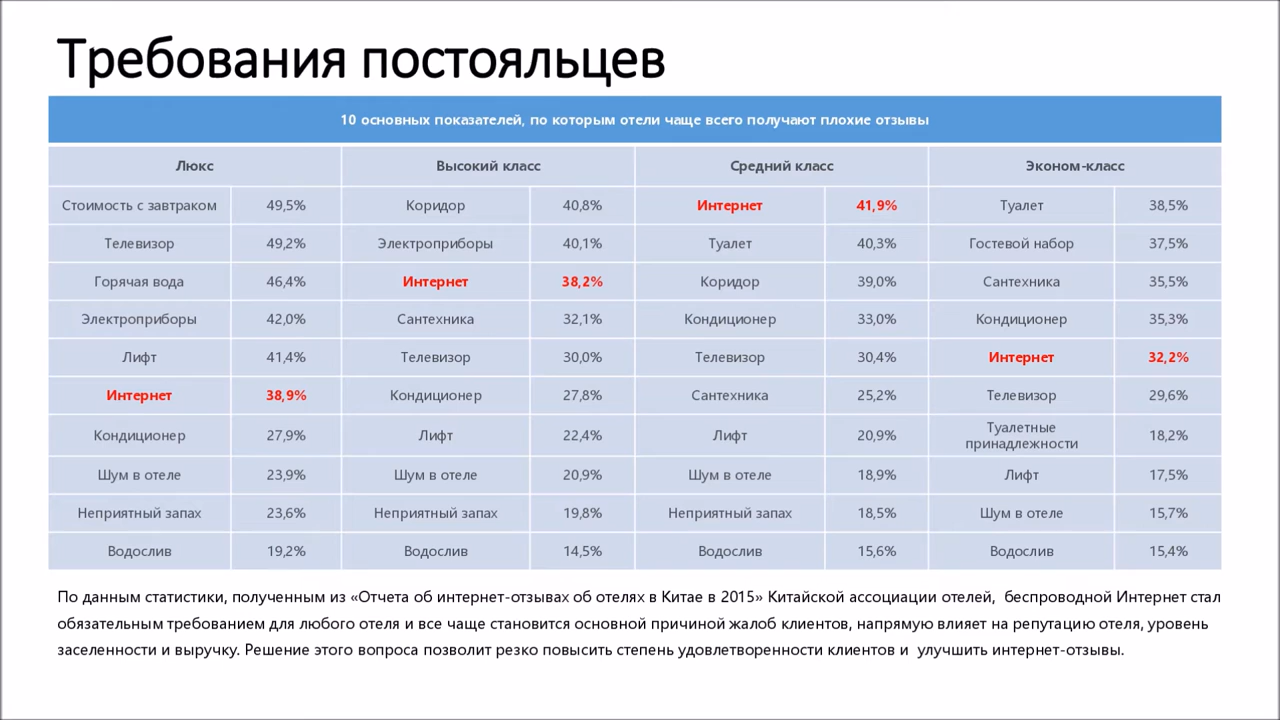 Требования постояльцев
10 основных показателей, по которым отели чаще всего получают плохие отзывы
Люкс Высокий класс Средний класс Эконом-класс
Стоимость с завтраком 49,5% Коридор 40,8% Интернет 41,9% Туалет 38,5%
Телевизор 49,2% Электроприборы 40,1% Туалет 40,3% Гостевой набор 37,5%
Горячая вода 46,4% Интернет 38,2% Коридор 39,0% Сантехника 35,5%
Электроприборы 42,0% Сантехника 32,1% Кондиционер 33,0% Кондиционер 35,3%
Лифт 41,4% Телевизор 30,0% Телевизор 30,4% Интернет 32,2%
Интернет 38,9% Кондиционер 27,8% Сантехника 25,2% Телевизор 29,6%
Кондиционер 27,9% Лифт 22,4% Лифт 20,9% Туалетные
принадлежности 18,2%
Шум в отеле 23,9% Шум в отеле 20,9% Шум в отеле 18,9% Лифт 17,5%
Неприятный запах 23,6% Неприятный запах 19,8% Неприятный запах 18,5% Шум в отеле 15,7%
Водослив 19,2% Водослив 14,5% Водослив 15,6% Водослив 15,4%
По данным статистики, полученным из «Отчета об интернет-отзывах об отелях в Китае в 2015» Китайской ассоциации отелей, беспроводной Интернет стал
обязательным требованием для любого отеля и все чаще становится основной причиной жалоб клиентов, напрямую влияет на репутацию отеля, уровень
заселенности и выручку. Решение этого вопроса позволит резко повысить степень удовлетворенности клиентов и улучшить интернет-отзывы.